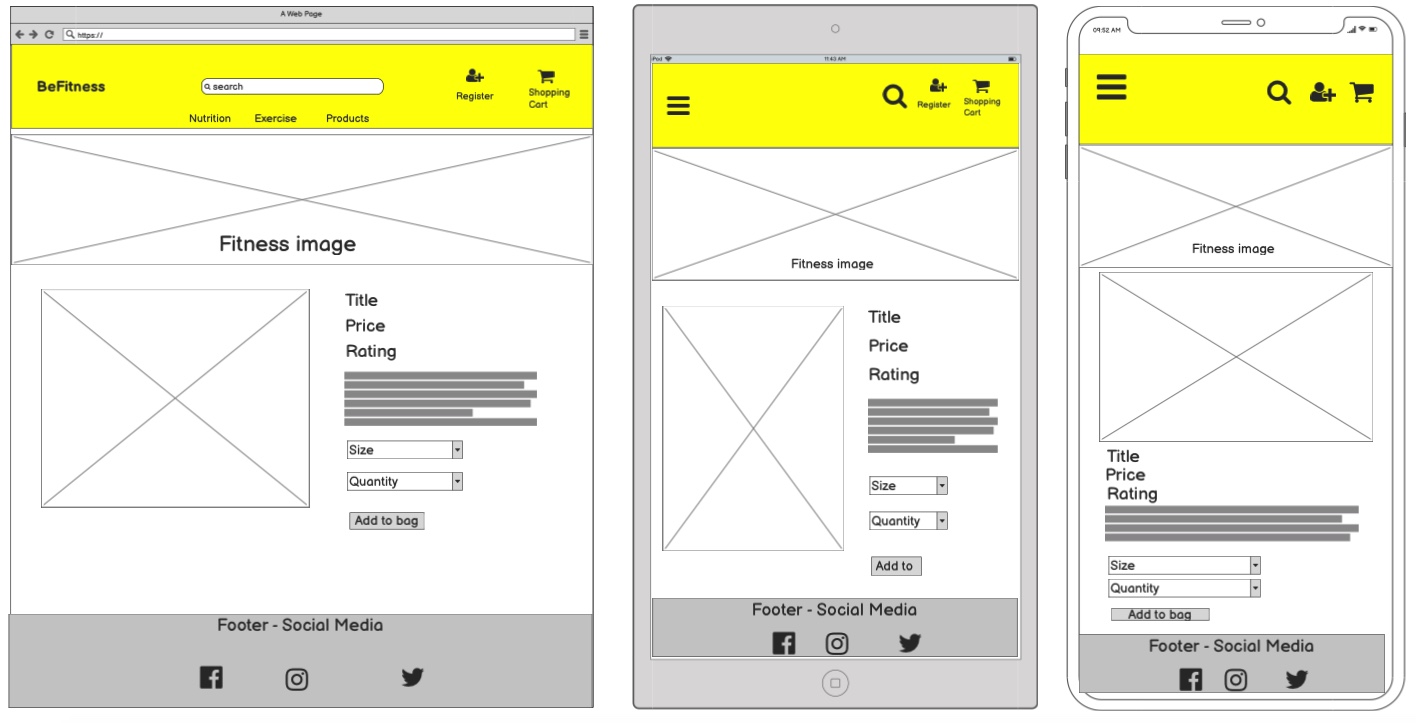 A Web Page
https://
BeFitness
search
Register
Shopping
Cart
Nutrition Exercise Products
Fitness image
Title
Price
Rating
Size
Quantity
Add to bag
Footer - Social Media
iPod 11:40 AM
Register
Shopping
Cart
Fitness image
Title
Price
Rating
Size
Quantity
Add to
Footer - Social Media
09:52 AM
Fitness image
Title
Price
Rating
Size
Quantity
Add to bag
Footer - Social Media